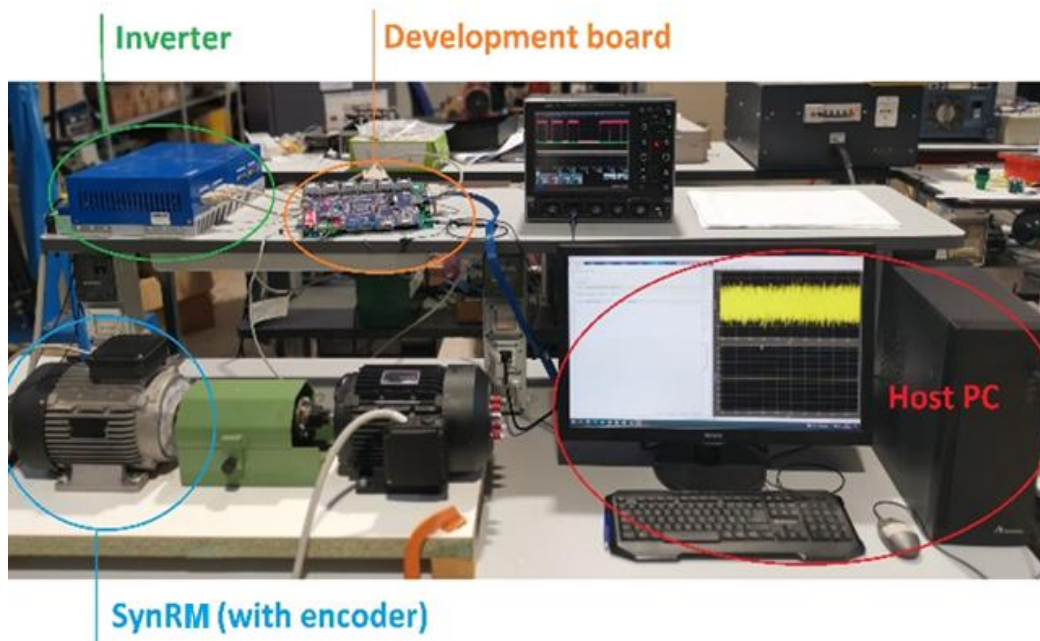 Inverter
Development board
Host PC
SynRM (with encoder)